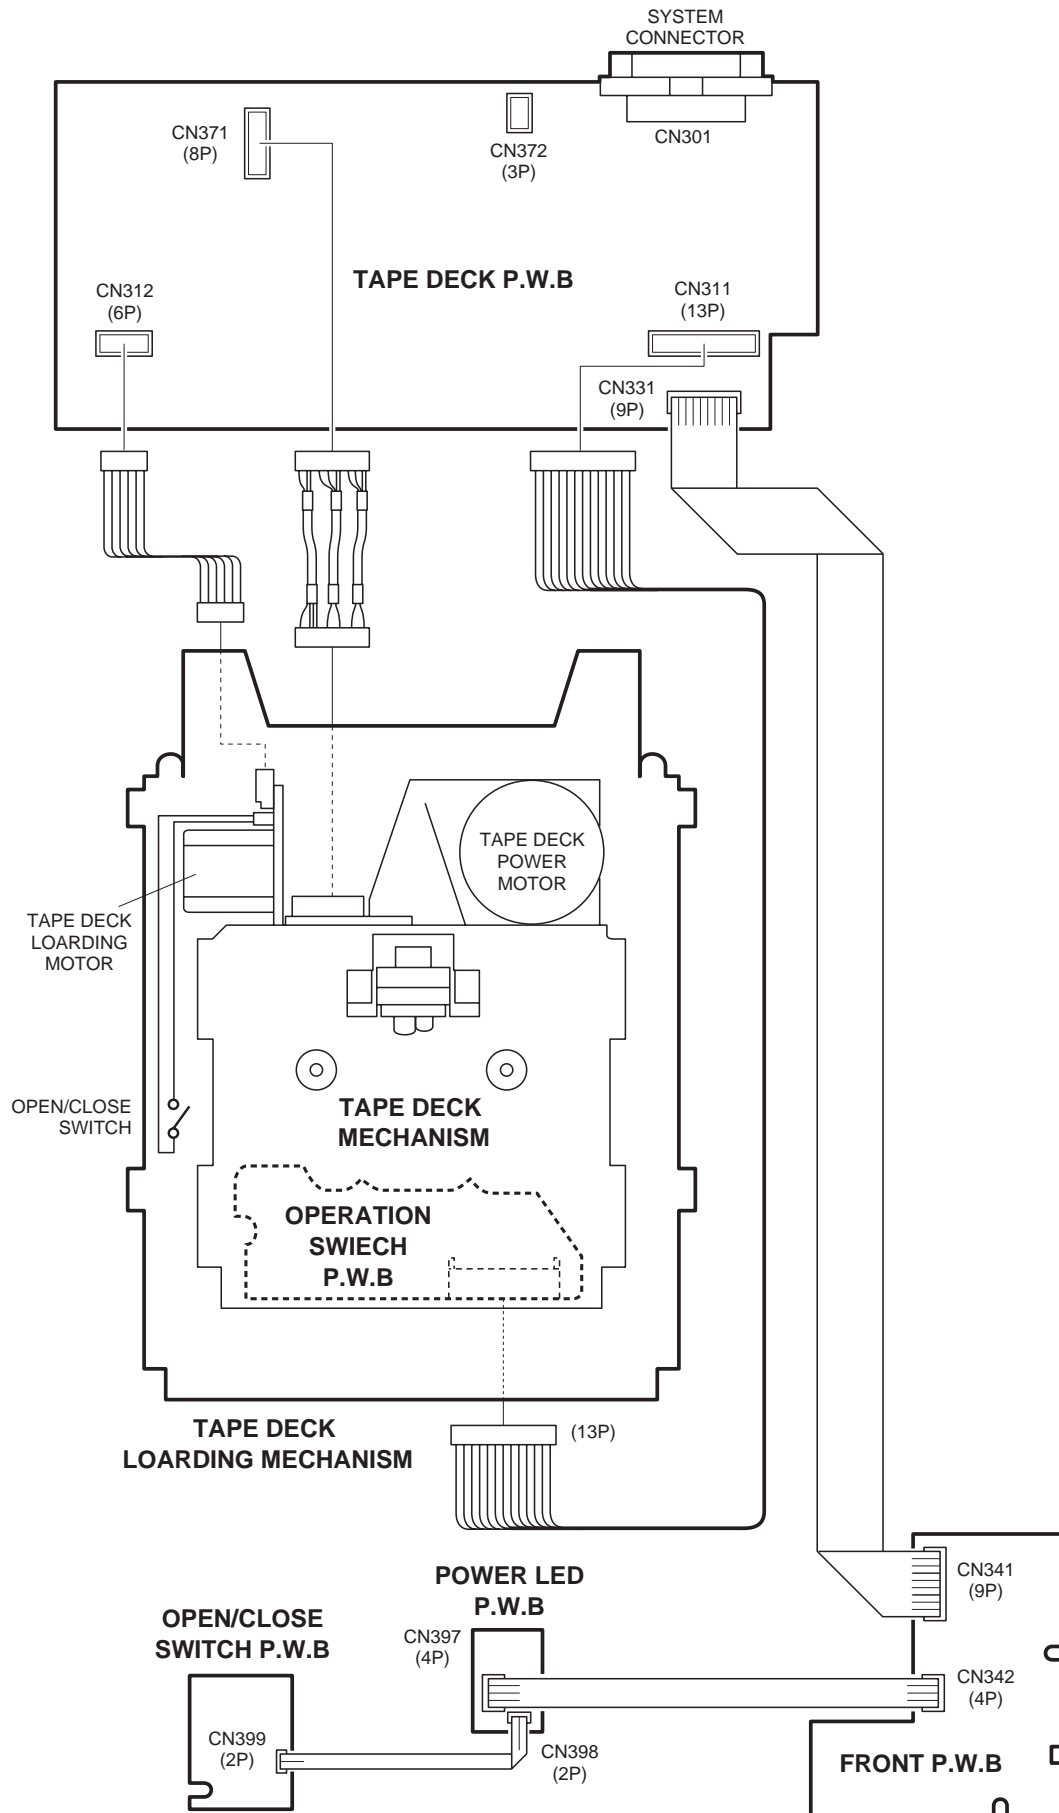 SYSTEM
CONNECTOR
CN301
CN371
(8P)
CN372
(3P)
TAPE DECK P.W.B
CN312
(6P)
CN311
(13P)
CN331
(9P)
TAPE DECK
POWER
MOTOR
TAPE DECK
LOARDING
MOTOR
OPEN/CLOSE
SWITCH
TAPE DECK
MECHANISM
OPERATION
SWIECH
P.W.B
(13P)
TAPE DECK
LOARDING MECHANISM
POWER LED
P.W.B
CN341
(9P)
OPEN/CLOSE
SWITCH P.W.B
CN397
(4P)
CN342
(4P)
CN399
(2P)
CN398
(2P)
FRONT P.W.B